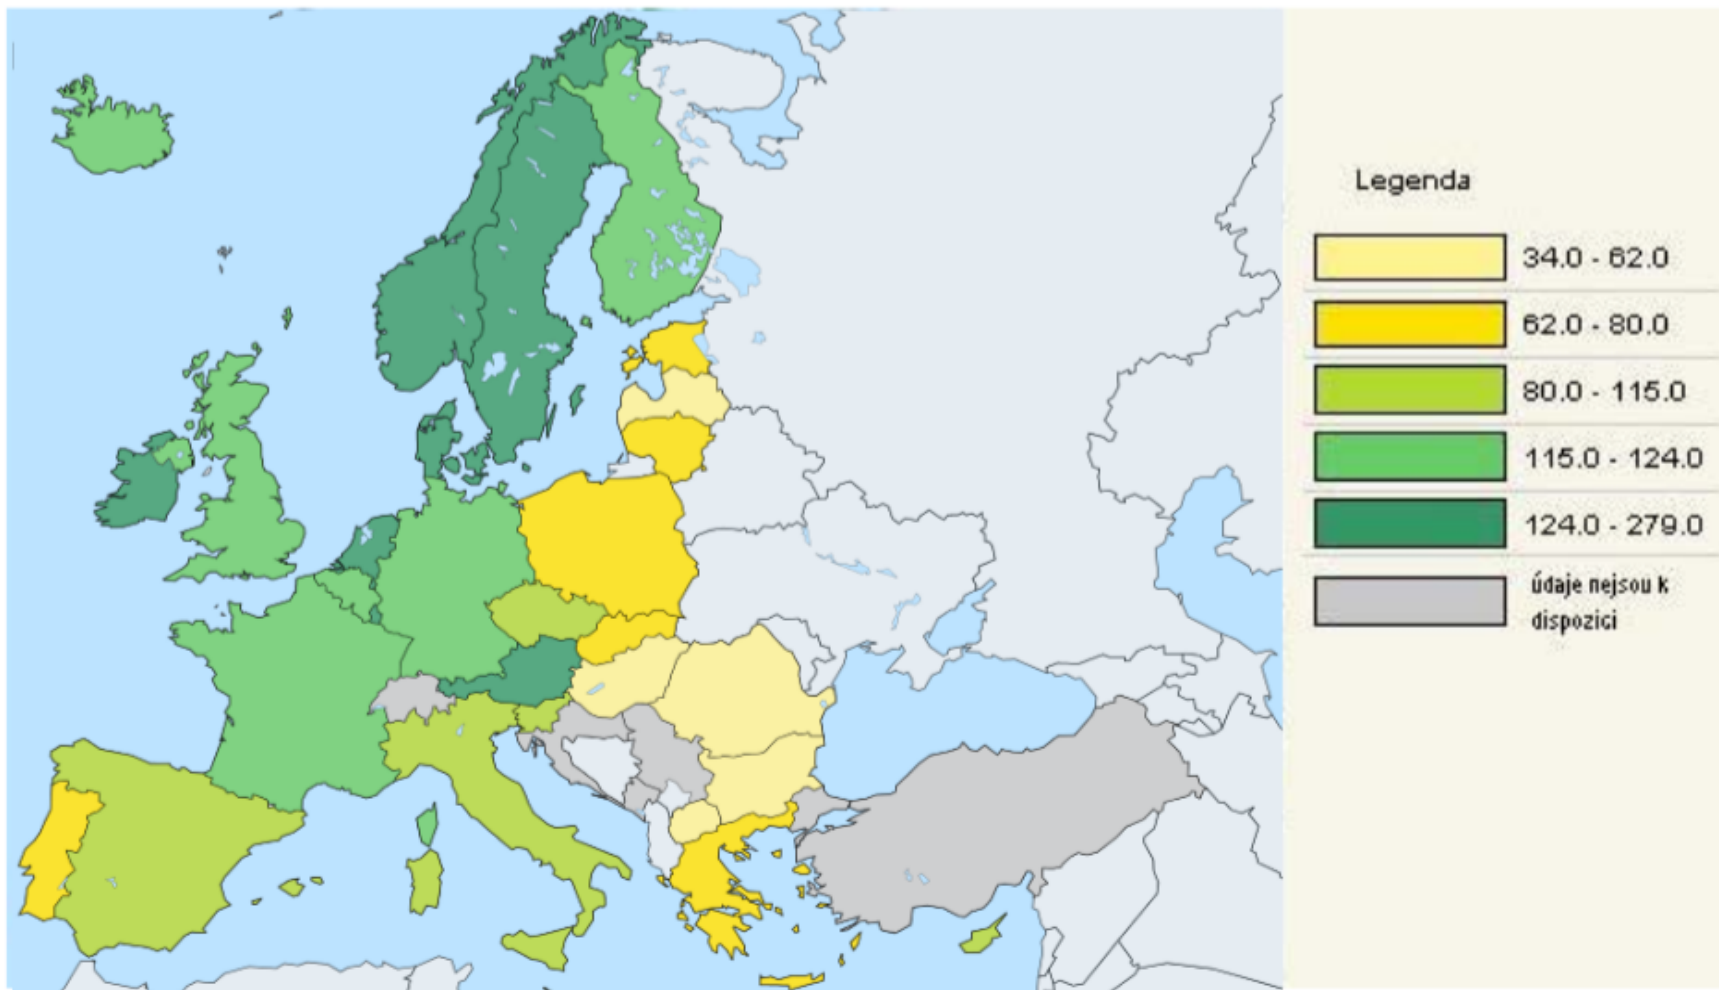 Legenda
34.0 - 62.0
62.0 - 80.0
80.0 - 115.0
115.0 - 124.0
124.0 - 279.0
údaje nejsou k
dispozici